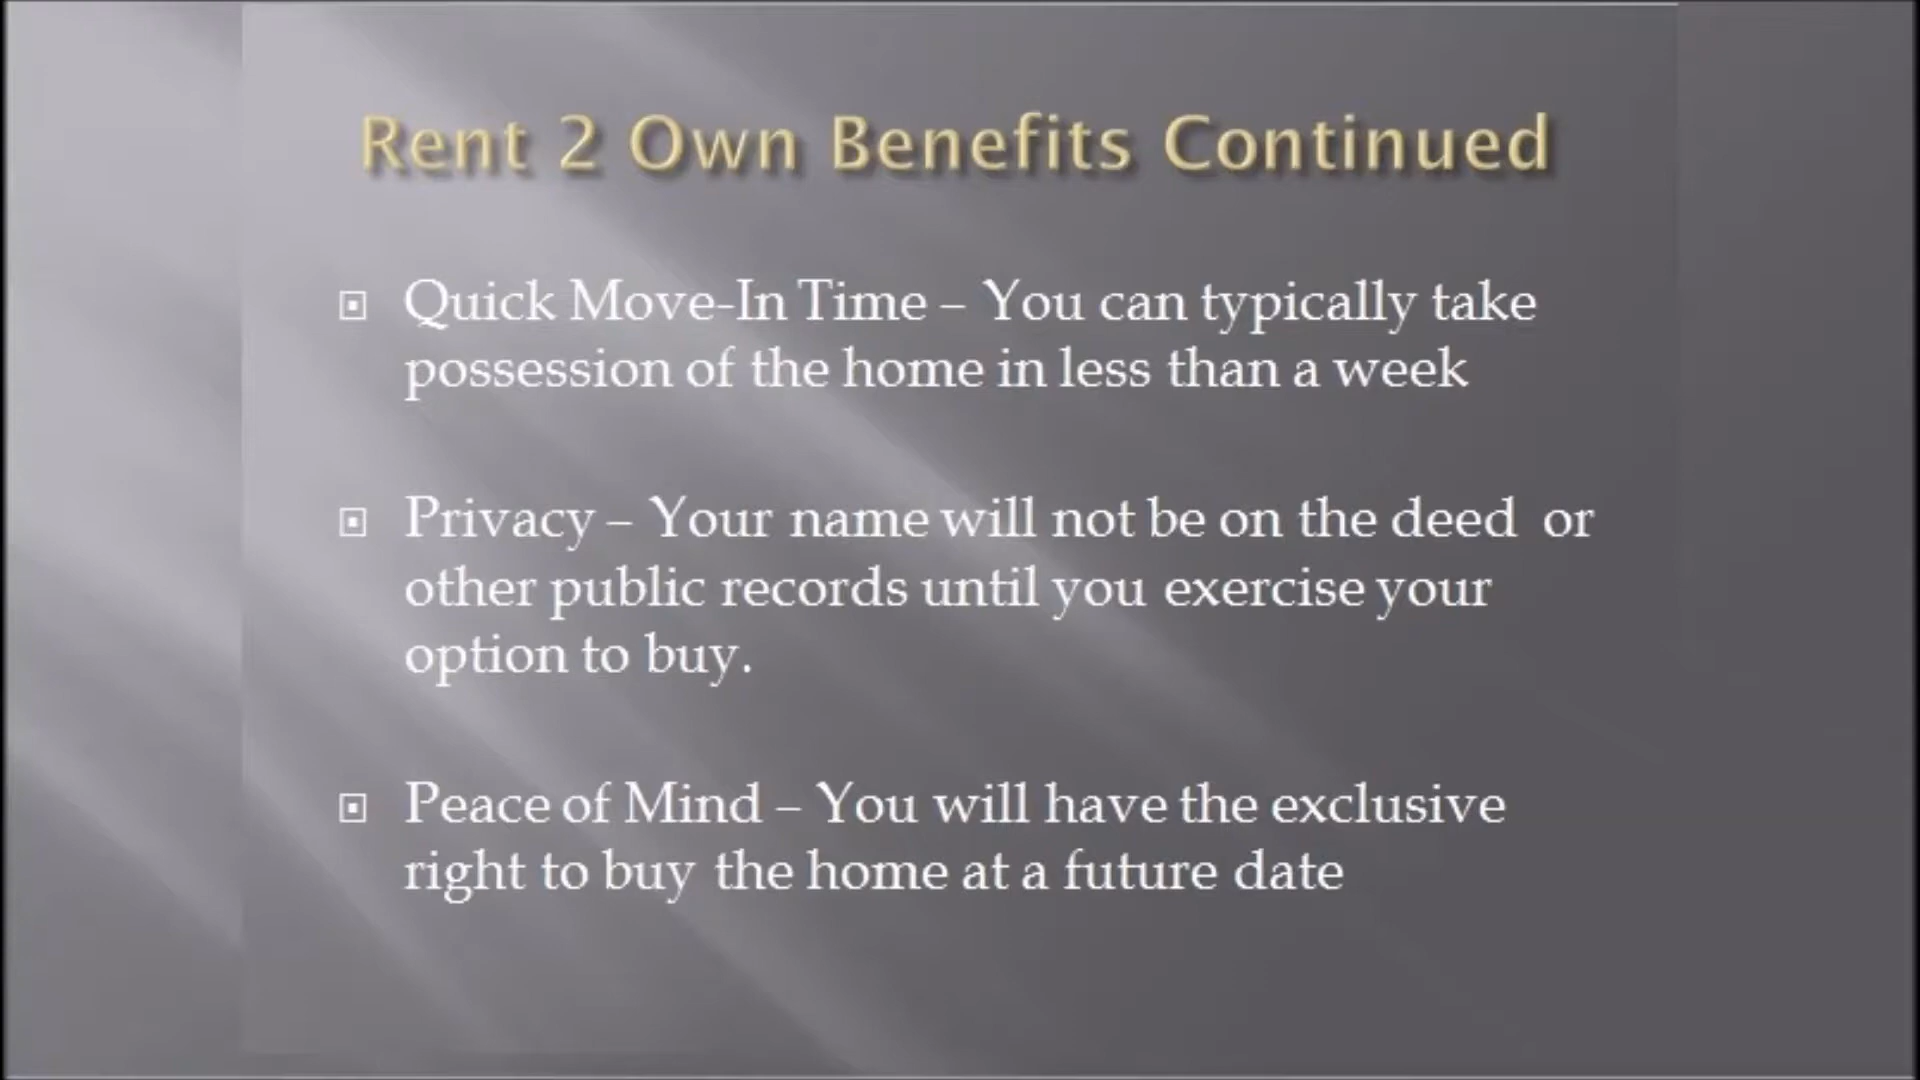 Rent 2 Own Benefits Continued
Quick Move-In Time – You can typically take
possession of the home in less than a week
Privacy – Your name will not be on the deed or
other public records until you exercise your
option to buy.
Peace of Mind – You will have the exclusive
right to buy the home at a future date